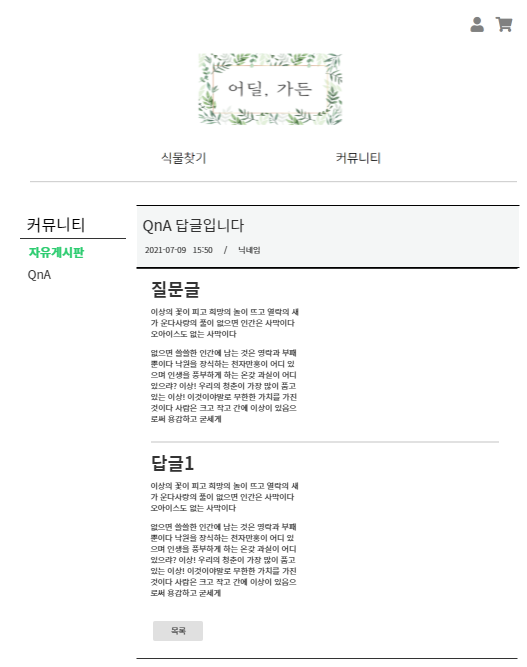 어딜, 가든
식물찾기
커뮤니티
커뮤니티
자유게시판
QnA
QnA 답글입니다
2021-07-09 15:50 / 닉네임
질문글
이상의 꽃이 피고 희망의 놀이 뜨고 열락의 새
가 운다사랑의 풀이 없으면 인간은 사막이다
오아이스도 없는 사막이다
없으면 쓸쓸한 인간에 남는 것은 영락과 부패
뿐이다 낙원을 장식하는 천자만홍이 어디 있
으며 인생을 풍부하게 하는 온갖 과실이 어디
있으랴? 이상! 우리의 청춘이 가장 많이 품고
있는 이상! 이것이야말로 무한한 가치를 가진
것이다 사람은 크고 작고 간에 이상이 있음으
로써 용감하고 굳세게
답글1
이상의 꽃이 피고 희망의 놀이 뜨고 열락의 새
가 운다사랑의 풀이 없으면 인간은 사막이다
오아이스도 없는 사막이다
없으면 쓸쓸한 인간에 남는 것은 영락과 부패
뿐이다 낙원을 장식하는 천자만홍이 어디 있
으며 인생을 풍부하게 하는 온갖 과실이 어디
있으랴? 이상! 우리의 청춘이 가장 많이 품고
있는 이상! 이것이야말로 무한한 가치를 가진
것이다 사람은 크고 작고 간에 이상이 있음으
로써 용감하고 굳세게
목록